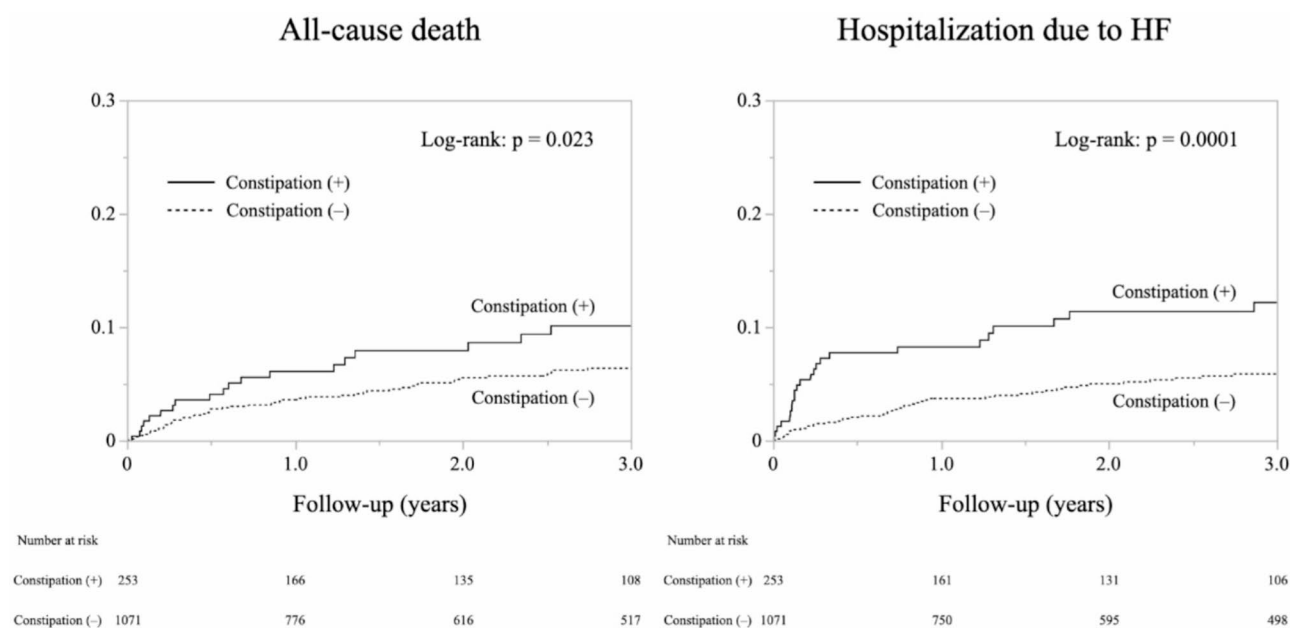 All-cause death
0.3
Log-rank: p = 0.023
Constipation (+)
Constipation (–)
0.2
Constipation (+)
0.1
Constipation (–)
0
0 1.0 2.0 3.0
Follow-up (years)
Number at risk
Constipation (+) 253 166 135 108
Constipation (–) 1071 776 616 517
Hospitalization due to HF
0.3
Log-rank: p = 0.0001
Constipation (+)
Constipation (–)
0.2
Constipation (+)
0.1
Constipation (–)
0
0 1.0 2.0 3.0
Follow-up (years)
Number at risk
Constipation (+) 253 161 131 106
Constipation (–) 1071 750 595 498